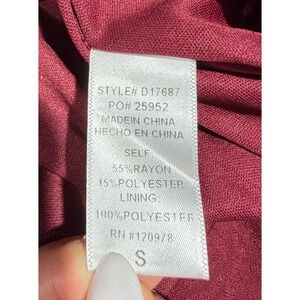 STYLE# D17687
PO# 25952
MADEIN CHINA
HECHO EN CHINA
SELF:
55%RAYON
15%POLYESTER
LINING:
100%POLYESTER
RN #120978
S